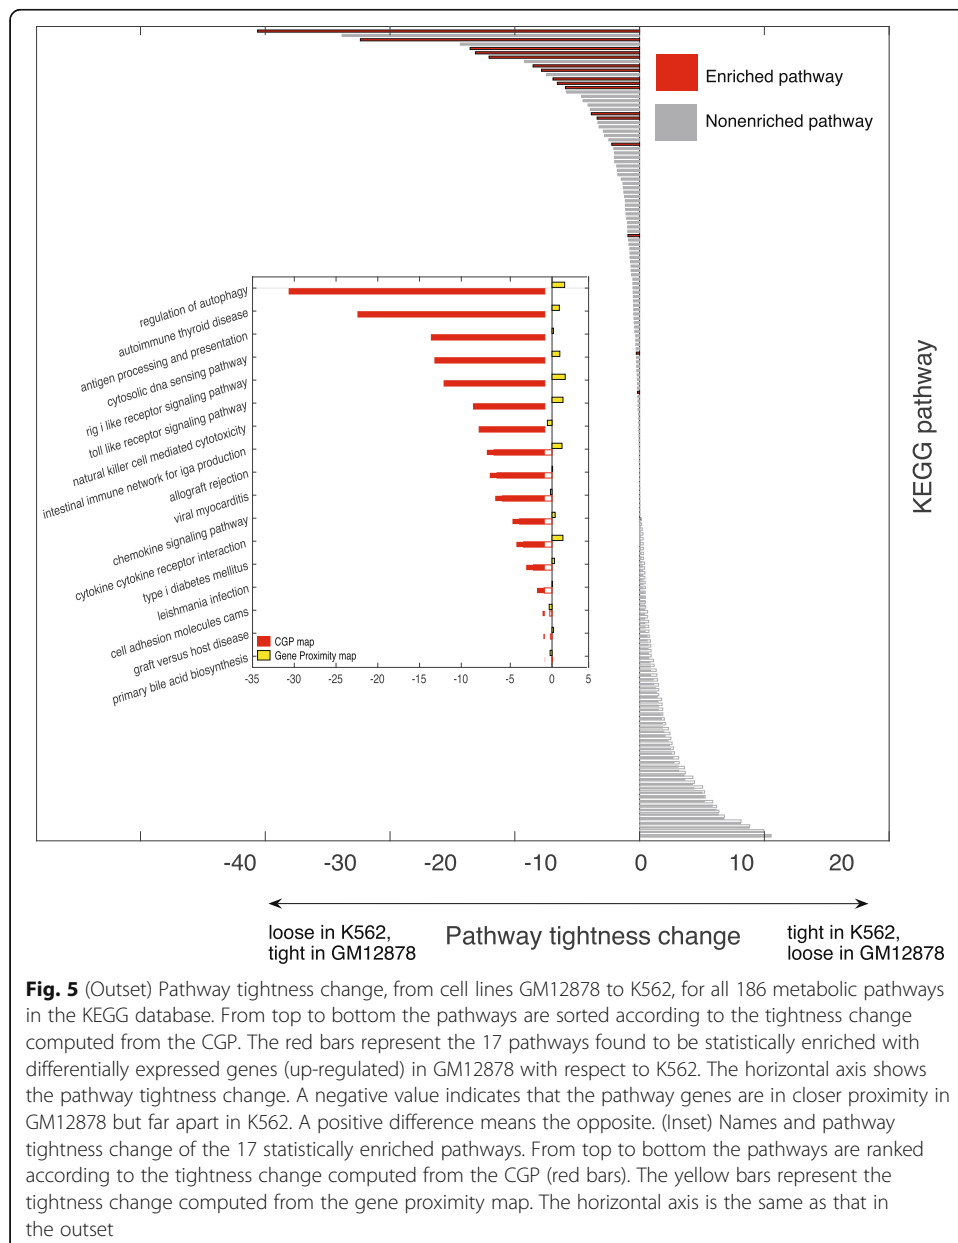 Enriched pathway
Nonenriched pathway
KEGG pathway
regulation of autophagy
autoimmune thyroid disease
antigen processing and presentation
cytosolic dna sensing pathway
rig i like receptor signaling pathway
toll like receptor signaling pathway
natural killer cell mediated cytotoxicity
intestinal immune network for iga production
allograft rejection
viral myocarditis
chemokine signaling pathway
cytokine cytokine receptor interaction
type i diabetes mellitus
leishmania infection
cell adhesion molecules cams
graft versus host disease
primary bile acid biosynthesis
CGP map
Gene Proximity map
-35 -30 -25 -20 -15 -10 -5 0 5
-40 -30 -20 -10 0 10 20
loose in K562,
tight in GM12878
Pathway tightness change
tight in K562,
loose in GM12878
Fig. 5 (Outset) Pathway tightness change, from cell lines GM12878 to K562, for all 186 metabolic pathways
in the KEGG database. From top to bottom the pathways are sorted according to the tightness change
computed from the CGP. The red bars represent the 17 pathways found to be statistically enriched with
differentially expressed genes (up-regulated) in GM12878 with respect to K562. The horizontal axis shows
the pathway tightness change. A negative value indicates that the pathway genes are in closer proximity in
GM12878 but far apart in K562. A positive difference means the opposite. (Inset) Names and pathway
tightness change of the 17 statistically enriched pathways. From top to bottom the pathways are ranked
according to the tightness change computed from the CGP (red bars). The yellow bars represent the
tightness change computed from the gene proximity map. The horizontal axis is the same as that in
the outset